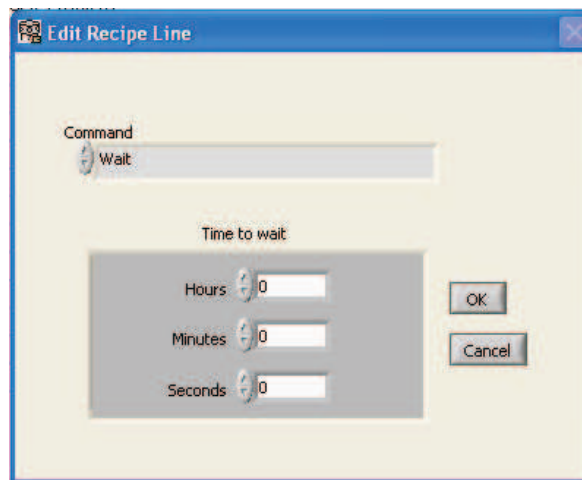 Edit Recipe Line
Command
Wait
Time to wait
Hours 0
Minutes 0
Seconds 0
OK
Cancel